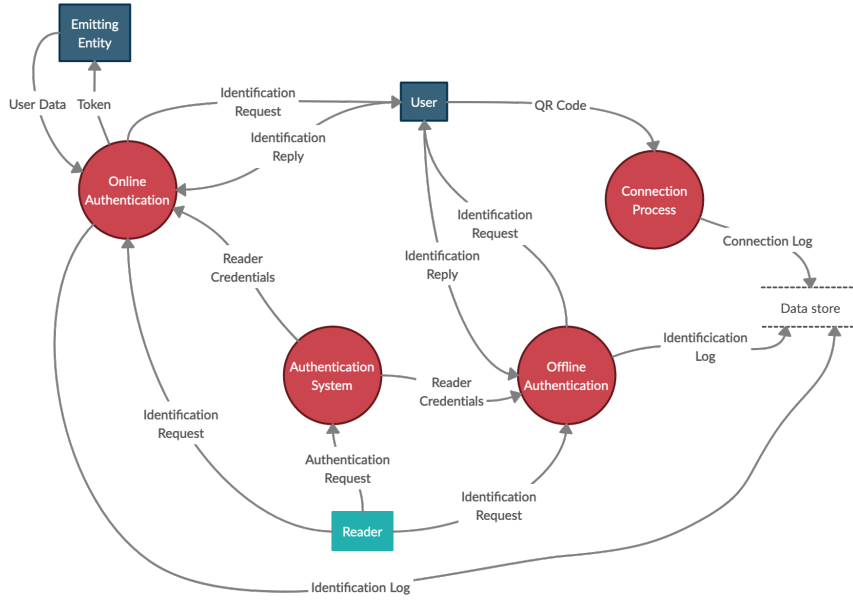 Emitting
Entity
User Data
Token
Identification
Request
User
QR Code
Identification
Reply
Online
Authentication
Connection
Process
Identification
Request
Connection Log
Reader
Credentials
Identification
Reply
Data store
Identificication
Log
Authentication
System
Offline
Authentication
Reader
Credentials
Identification
Request
Authentication
Request
Identification
Request
Reader
Identification Log